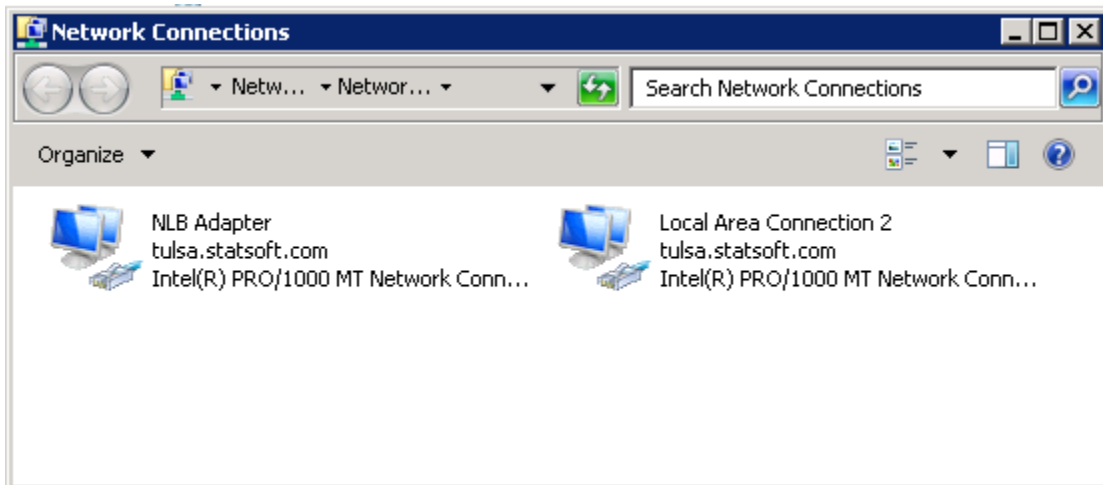 Network Connections
Netw... Networ...
Search Network Connections
Organize
NLB Adapter
tulsa.statsoft.com
Intel(R) PRO/1000 MT Network Conn...
Local Area Connection 2
tulsa.statsoft.com
Intel(R) PRO/1000 MT Network Conn...